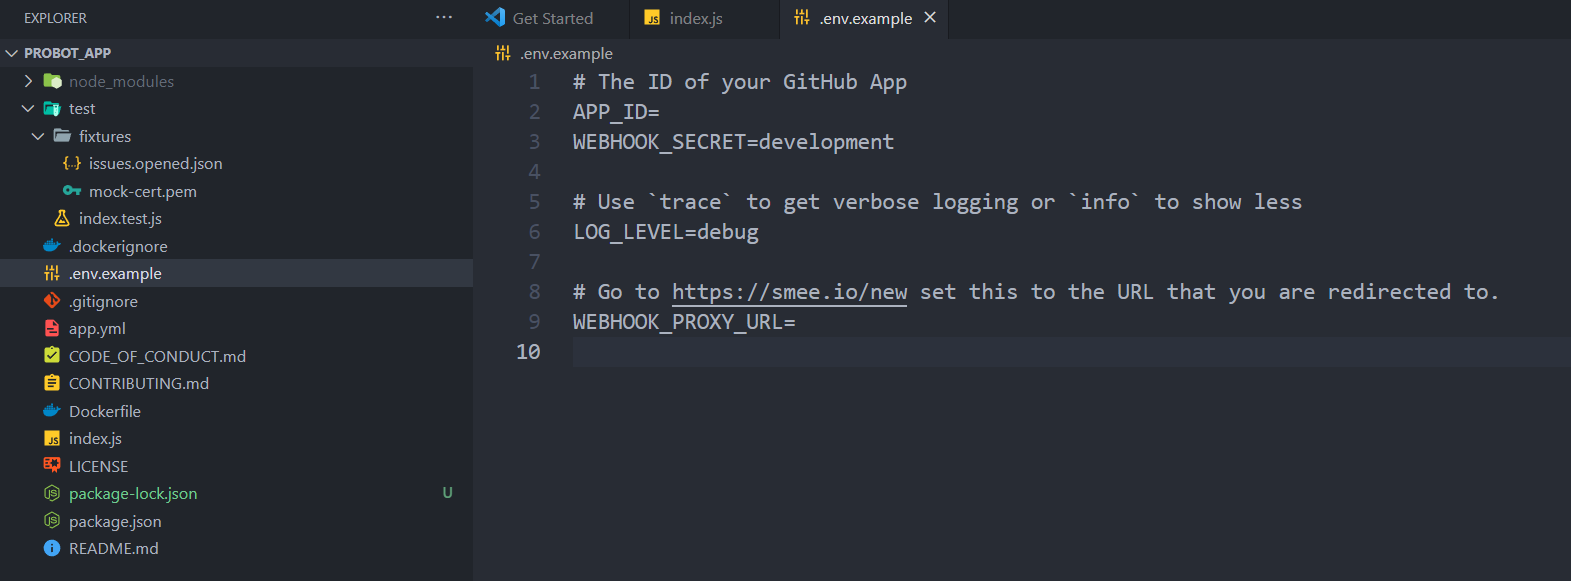 EXPLORER
...
PROBOT_APP
node_modules
test
fixtures
{..} issues.opened.json
mock-cert.pem
index.test.js
.dockerignore
.env.example
.gitignore
app.yml
CODE_OF_CONDUCT.md
CONTRIBUTING.md
Dockerfile
JS index.js
LICENSE
JS package-lock.json U
JS package.json
i README.md
Get Started
JS index.js
.env.example
.env.example
1 # The ID of your GitHub App
2 APP_ID=
3 WEBHOOK_SECRET=development
4
5 # Use `trace` to get verbose logging or `info` to show less
6 LOG_LEVEL=debug
7
8 # Go to https://smee.io/new set this to the URL that you are redirected to.
9 WEBHOOK_PROXY_URL=
10